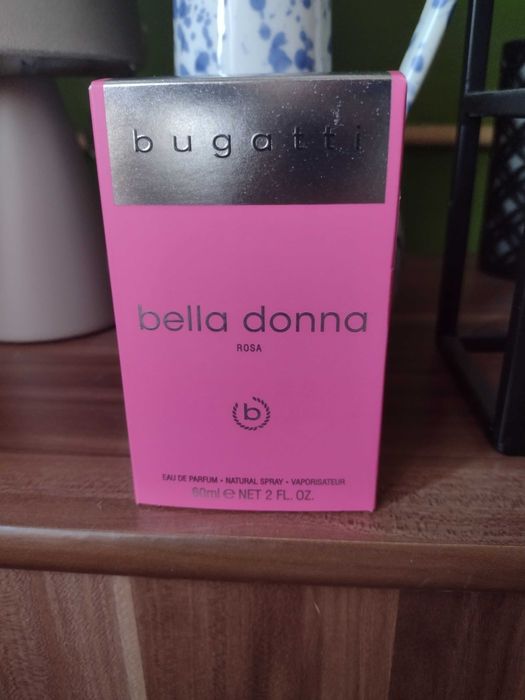 bugatti
bella donna
ROSA
b
EAU DE PARFUM • NATURAL SPRAY • VAPORISATEUR
60ml e NET 2 FL. OZ.